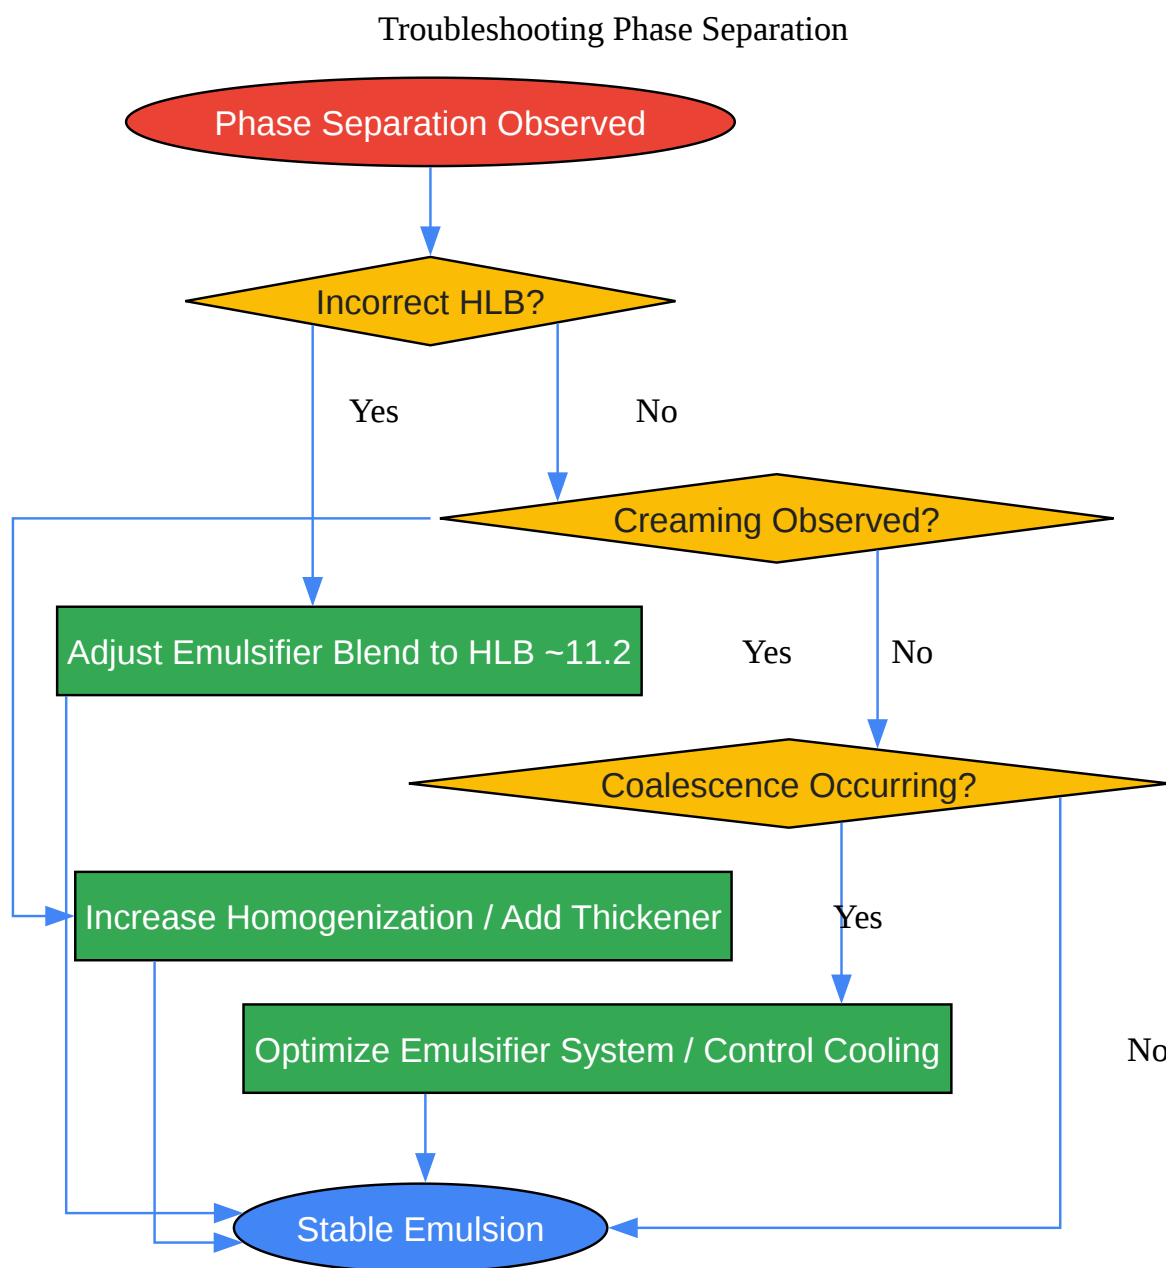 Troubleshooting Phase Separation
Phase Separation Observed
Incorrect HLB?
Yes
No
Creaming Observed?
Adjust Emulsifier Blend to HLB ~11.2
Yes
No
Coalescence Occurring?
Increase Homogenization / Add Thickener
Yes
Optimize Emulsifier System / Control Cooling
No
Stable Emulsion